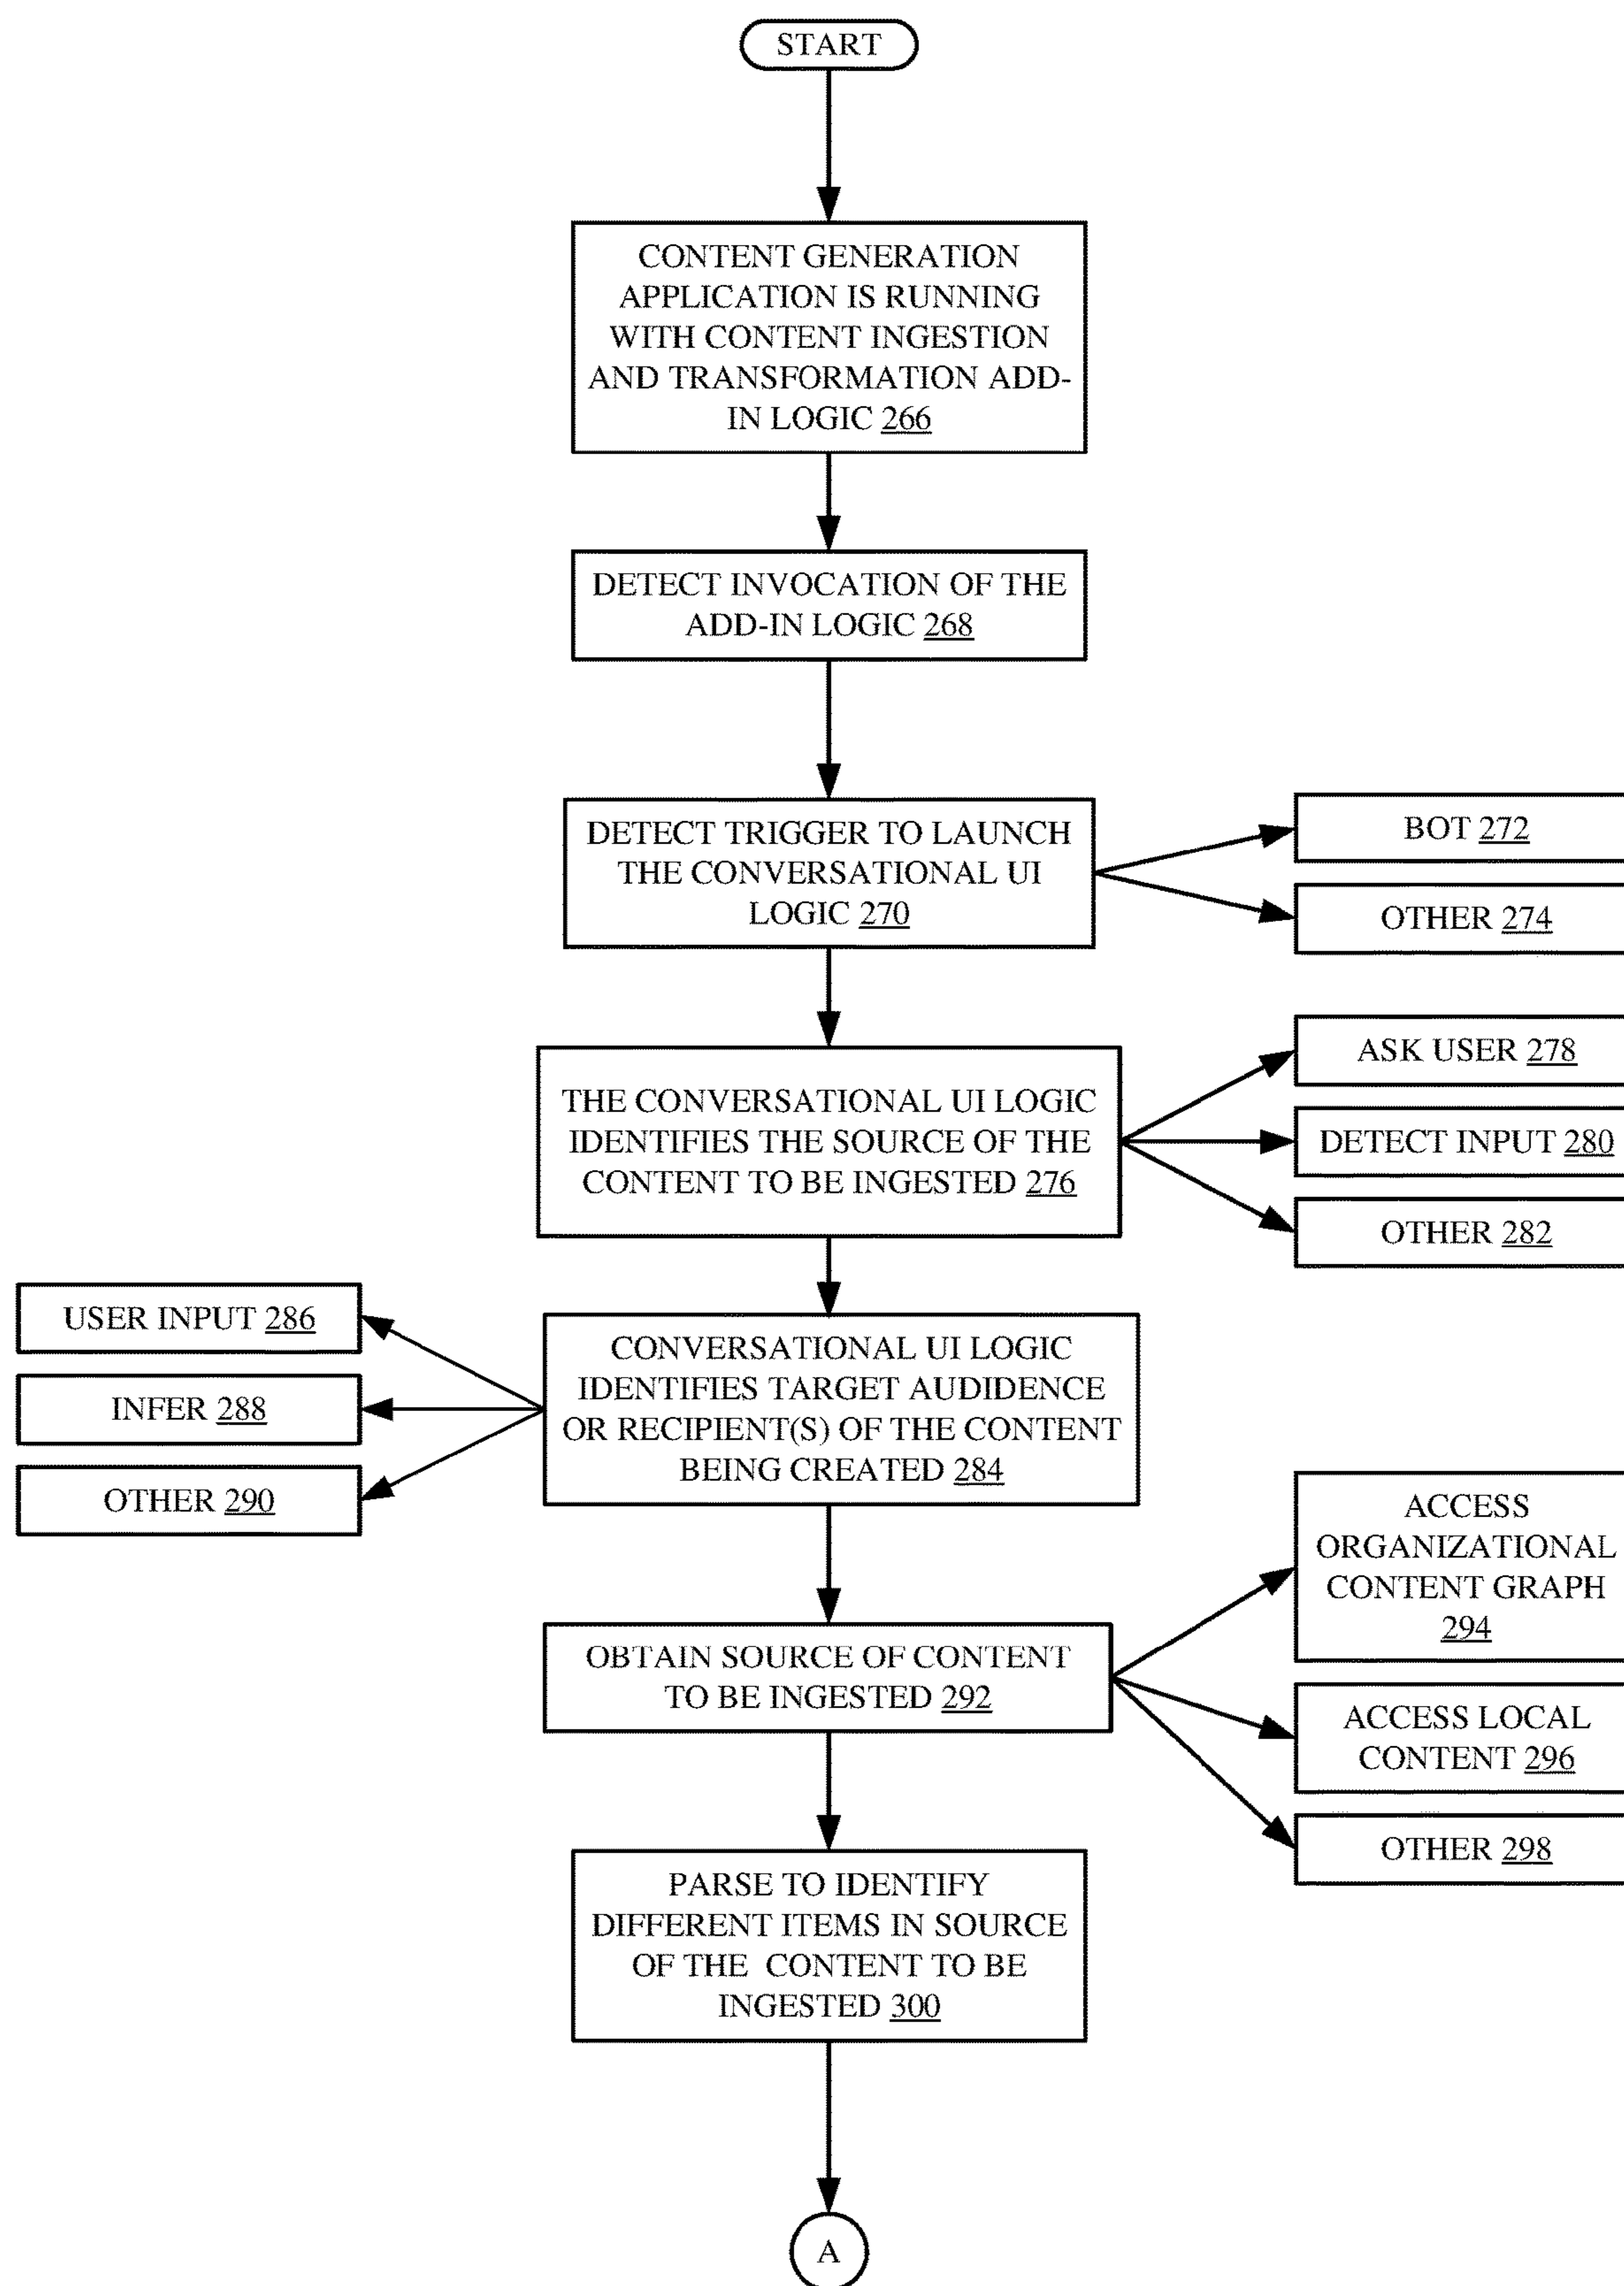 START
CONTENT GENERATION
APPLICATION IS RUNNING
WITH CONTENT INGESTION
AND TRANSFORMATION ADD-
IN LOGIC 266
DETECT INVOCATION OF THE
ADD-IN LOGIC 268
DETECT TRIGGER TO LAUNCH
THE CONVERSATIONAL UI
LOGIC 270
BOT 272
OTHER 274
THE CONVERSATIONAL UI LOGIC
IDENTIFIES THE SOURCE OF THE
CONTENT TO BE INGESTED 276
ASK USER 278
DETECT INPUT 280
OTHER 282
CONVERSATIONAL UI LOGIC
IDENTIFIES TARGET AUDIDENCE
OR RECIPIENT(S) OF THE CONTENT
BEING CREATED 284
USER INPUT 286
INFER 288
OTHER 290
OBTAIN SOURCE OF CONTENT
TO BE INGESTED 292
ACCESS
ORGANIZATIONAL
CONTENT GRAPH
294
ACCESS LOCAL
CONTENT 296
OTHER 298
PARSE TO IDENTIFY
DIFFERENT ITEMS IN SOURCE
OF THE CONTENT TO BE
INGESTED 300
A